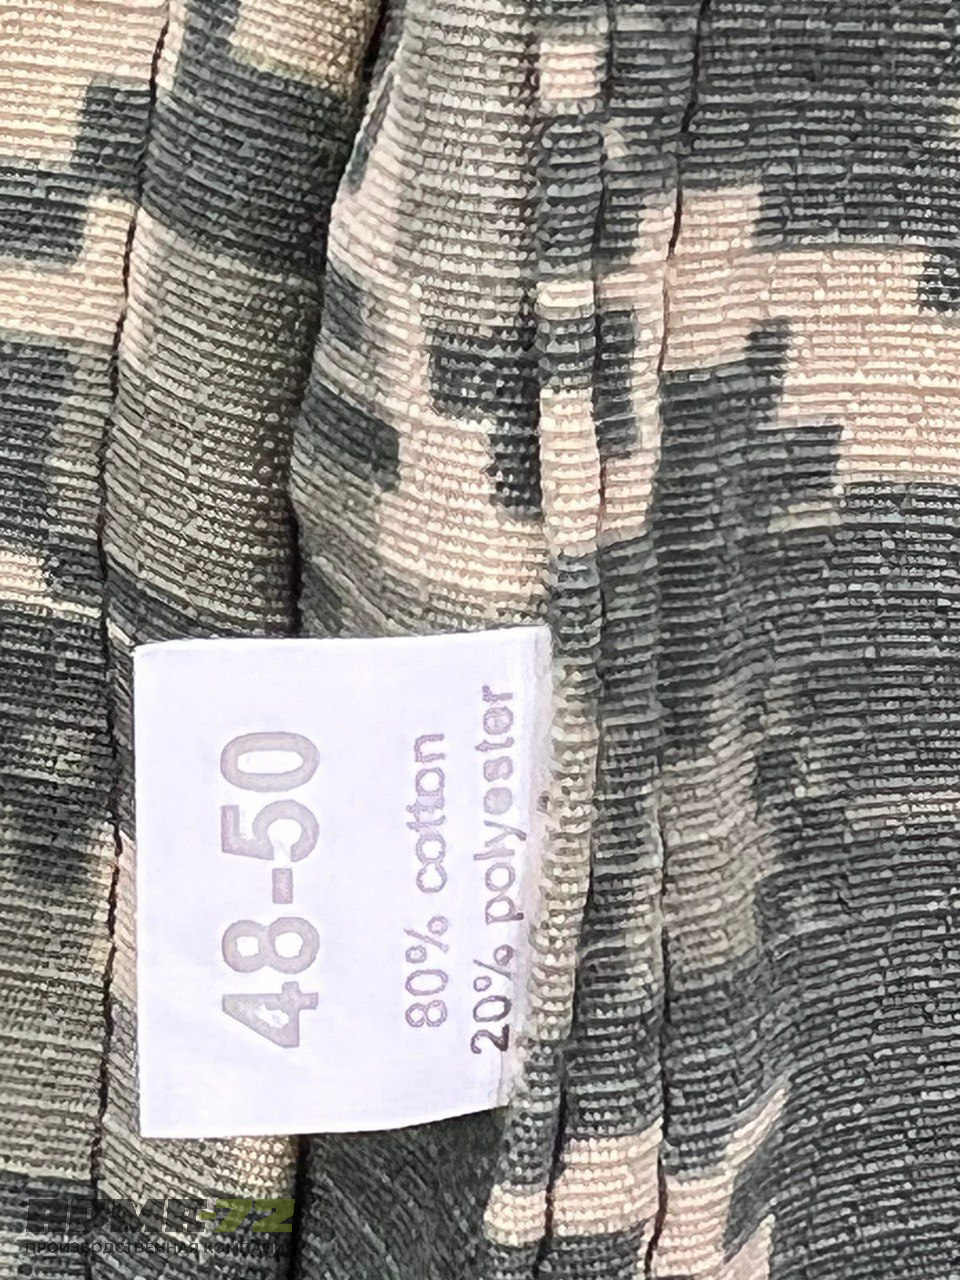 48-50
80% cotton
20% polyester
ПРОИЗВОДСТВЕННАЯ КОМПАНИЯ